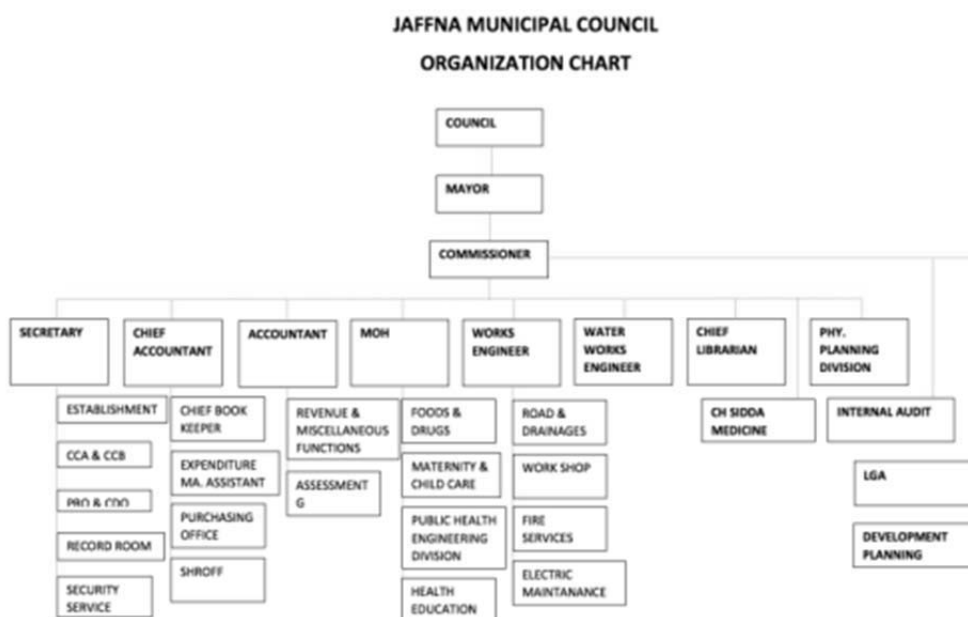 JAFFNA MUNICIPAL COUNCIL
ORGANIZATION CHART
COUNCIL
MAYOR
COMMISSIONER
SECRETARY
CHIEF
ACCOUNTANT
ACCOUNTANT
MOH
WORKS
ENGINEER
WATER
WORKS
ENGINEER
CHIEF
LIBRARIAN
PHY.
PLANNING
DIVISION
ESTABLISHMENT
CCA & CCB
PRO & CDO
RECORD ROOM
SECURITY
SERVICE
CHIEF BOOK
KEEPER
EXPENDITURE
MA. ASSISTANT
PURCHASING
OFFICE
SHROFF
REVENUE &
MISCELLANEOUS
FUNCTIONS
ASSESSMENT
G
FOODS &
DRUGS
MATERNITY &
CHILD CARE
PUBLIC HEALTH
ENGINEERING
DIVISION
HEALTH
EDUCATION
ROAD &
DRAINAGES
WORK SHOP
FIRE
SERVICES
ELECTRIC
MAINTANANCE
CH SIDDA
MEDICINE
INTERNAL AUDIT
LGA
DEVELOPMENT
PLANNING